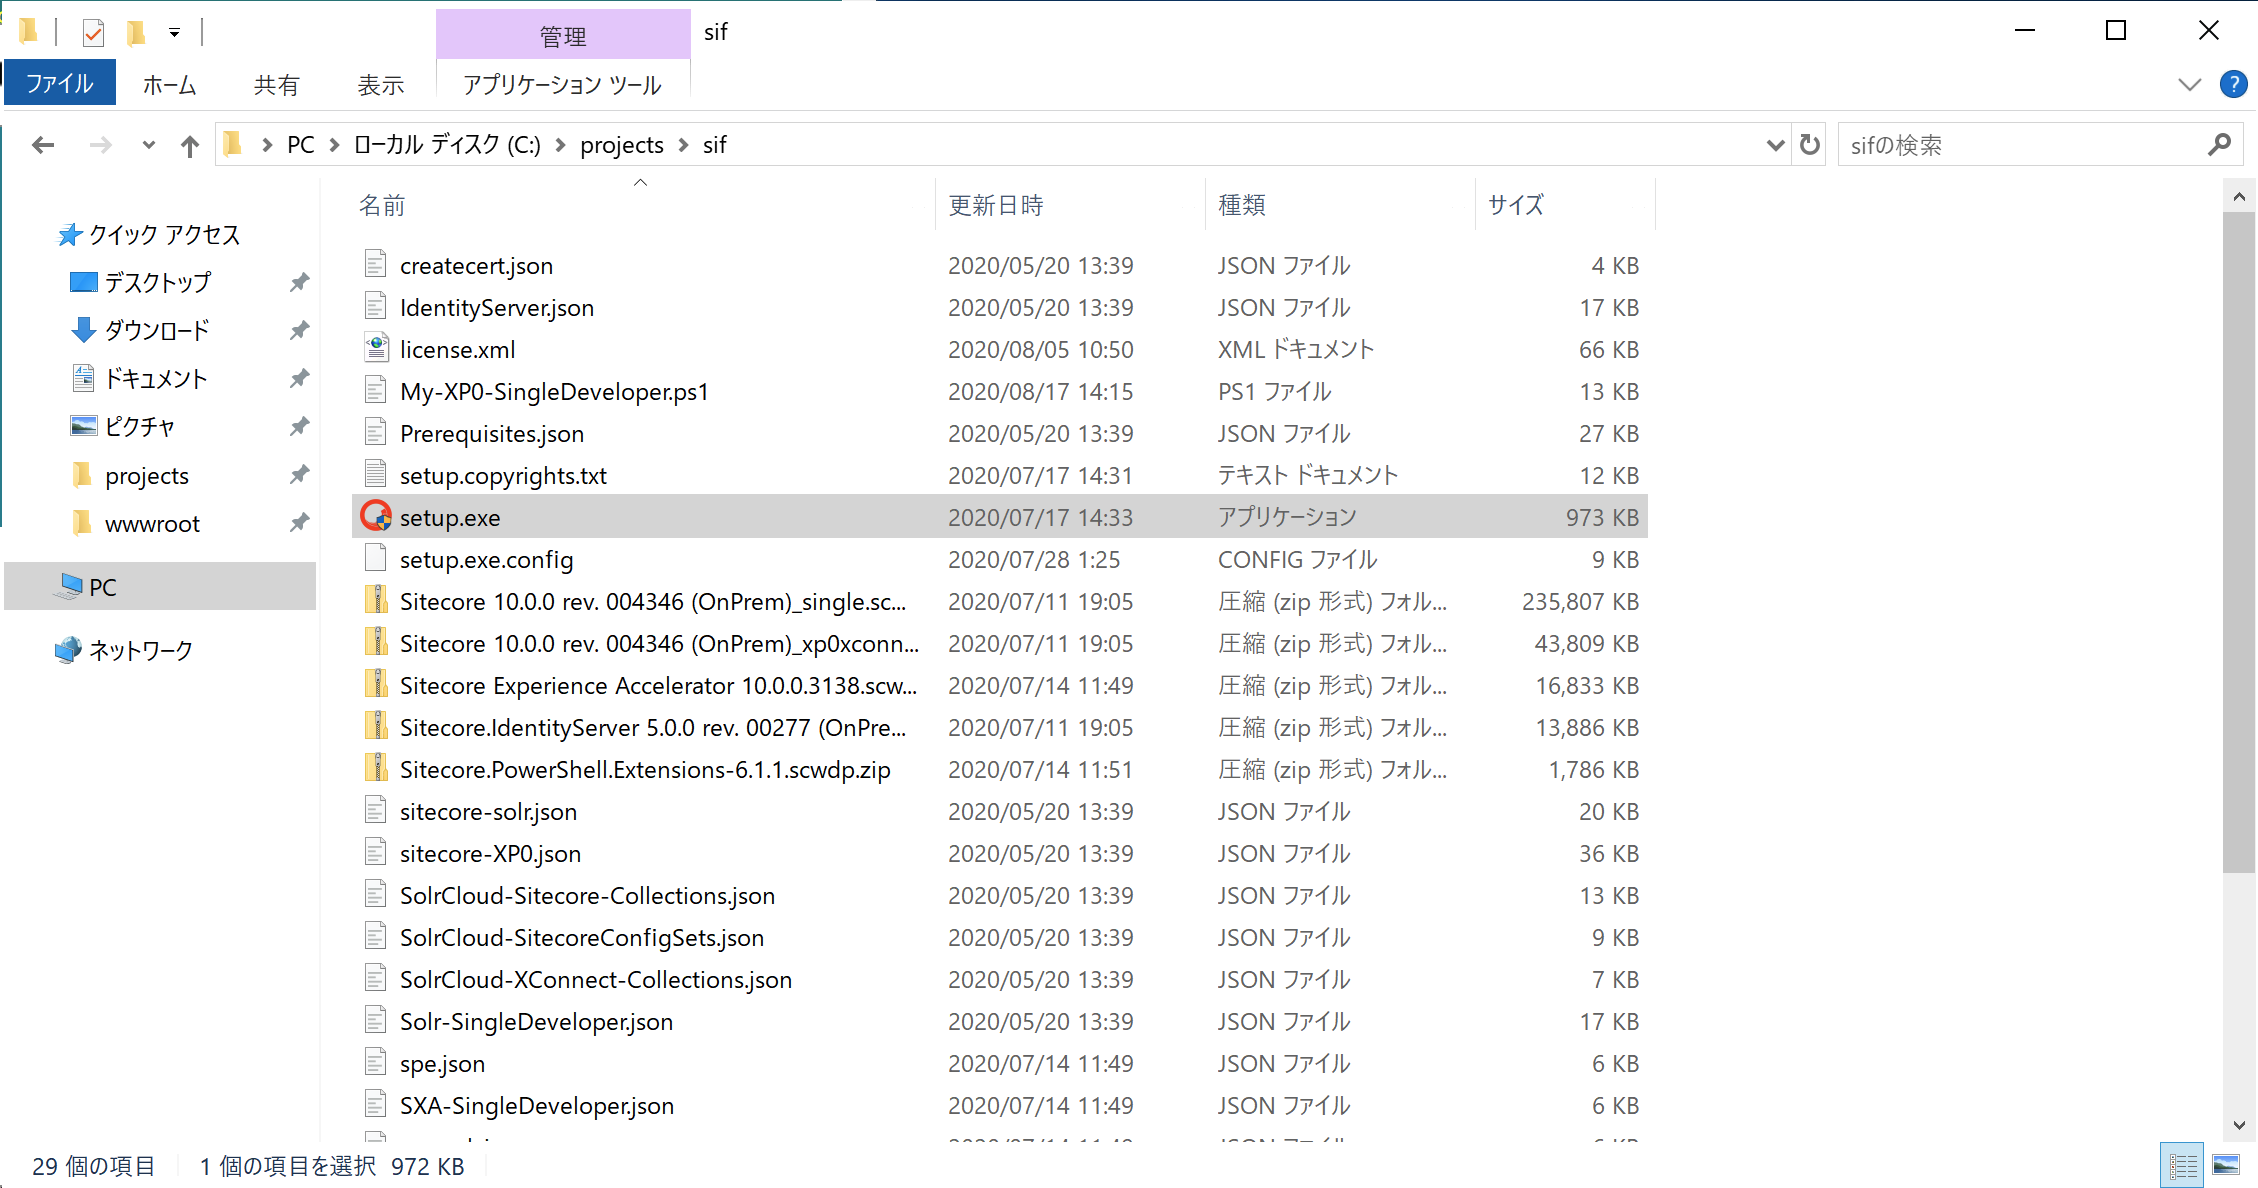 管理
sif
ファイル
ホーム
共有
表示
アプリケーション ツール
PC
ローカル ディスク (C:)
projects
sif
sifの検索
クイック アクセス
デスクトップ
ダウンロード
ドキュメント
ピクチャ
projects
wwwroot
PC
ネットワーク
名前 更新日時 種類 サイズ
createcert.json 2020/05/20 13:39 JSON ファイル 4 KB
IdentityServer.json 2020/05/20 13:39 JSON ファイル 17 KB
license.xml 2020/08/05 10:50 XML ドキュメント 66 KB
My-XP0-SingleDeveloper.ps1 2020/08/17 14:15 PS1 ファイル 13 KB
Prerequisites.json 2020/05/20 13:39 JSON ファイル 27 KB
setup.copyrights.txt 2020/07/17 14:31 テキスト ドキュメント 12 KB
setup.exe 2020/07/17 14:33 アプリケーション 973 KB
setup.exe.config 2020/07/28 1:25 CONFIG ファイル 9 KB
Sitecore 10.0.0 rev. 004346 (OnPrem)_single.sc... 2020/07/11 19:05 圧縮 (zip 形式) フォル... 235,807 KB
Sitecore 10.0.0 rev. 004346 (OnPrem)_xp0xconn... 2020/07/11 19:05 圧縮 (zip 形式) フォル... 43,809 KB
Sitecore Experience Accelerator 10.0.0.3138.scw... 2020/07/14 11:49 圧縮 (zip 形式) フォル... 16,833 KB
Sitecore.IdentityServer 5.0.0 rev. 00277 (OnPre... 2020/07/11 19:05 圧縮 (zip 形式) フォル... 13,886 KB
Sitecore.PowerShell.Extensions-6.1.1.scwdp.zip 2020/07/14 11:51 圧縮 (zip 形式) フォル... 1,786 KB
sitecore-solr.json 2020/05/20 13:39 JSON ファイル 20 KB
sitecore-XP0.json 2020/05/20 13:39 JSON ファイル 36 KB
SolrCloud-Sitecore-Collections.json 2020/05/20 13:39 JSON ファイル 13 KB
SolrCloud-SitecoreConfigSets.json 2020/05/20 13:39 JSON ファイル 9 KB
SolrCloud-XConnect-Collections.json 2020/05/20 13:39 JSON ファイル 7 KB
Solr-SingleDeveloper.json 2020/05/20 13:39 JSON ファイル 17 KB
spe.json 2020/07/14 11:49 JSON ファイル 6 KB
SXA-SingleDeveloper.json 2020/07/14 11:49 JSON ファイル 6 KB
29 個の項目
1 個の項目を選択 972 KB